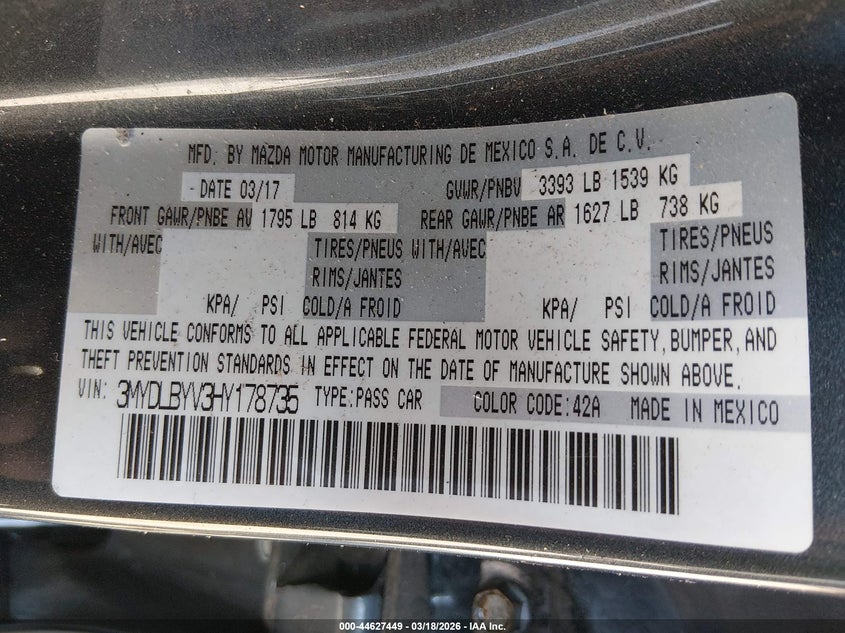 MFD. BY MAZDA MOTOR MANUFACTURING DE MEXICO S.A. DE C.V.
DATE 03/17 GVWR/PNBV 3393 LB 1539 KG
FRONT GAWR/PNBE AV 1795 LB 814 KG REAR GAWR/PNBE AR 1627 LB 738 KG
WITH/AVEC TIRES/PNEUS WITH/AVEC TIRES/PNEUS
RIMS/JANTES RIMS/JANTES
KPA/ PSI COLD/A FROID KPA/ PSI COLD/A FROID
THIS VEHICLE CONFORMS TO ALL APPLICABLE FEDERAL MOTOR VEHICLE SAFETY, BUMPER, AND
THEFT PREVENTION STANDARDS IN EFFECT ON THE DATE OF MANUFACTURE SHOWN ABOVE.
VIN: 3MYDLBYV3HY178735 TYPE:PASS CAR COLOR CODE:42A MADE IN MEXICO
000-44627449 - 03/18/2026 - IAA Inc.